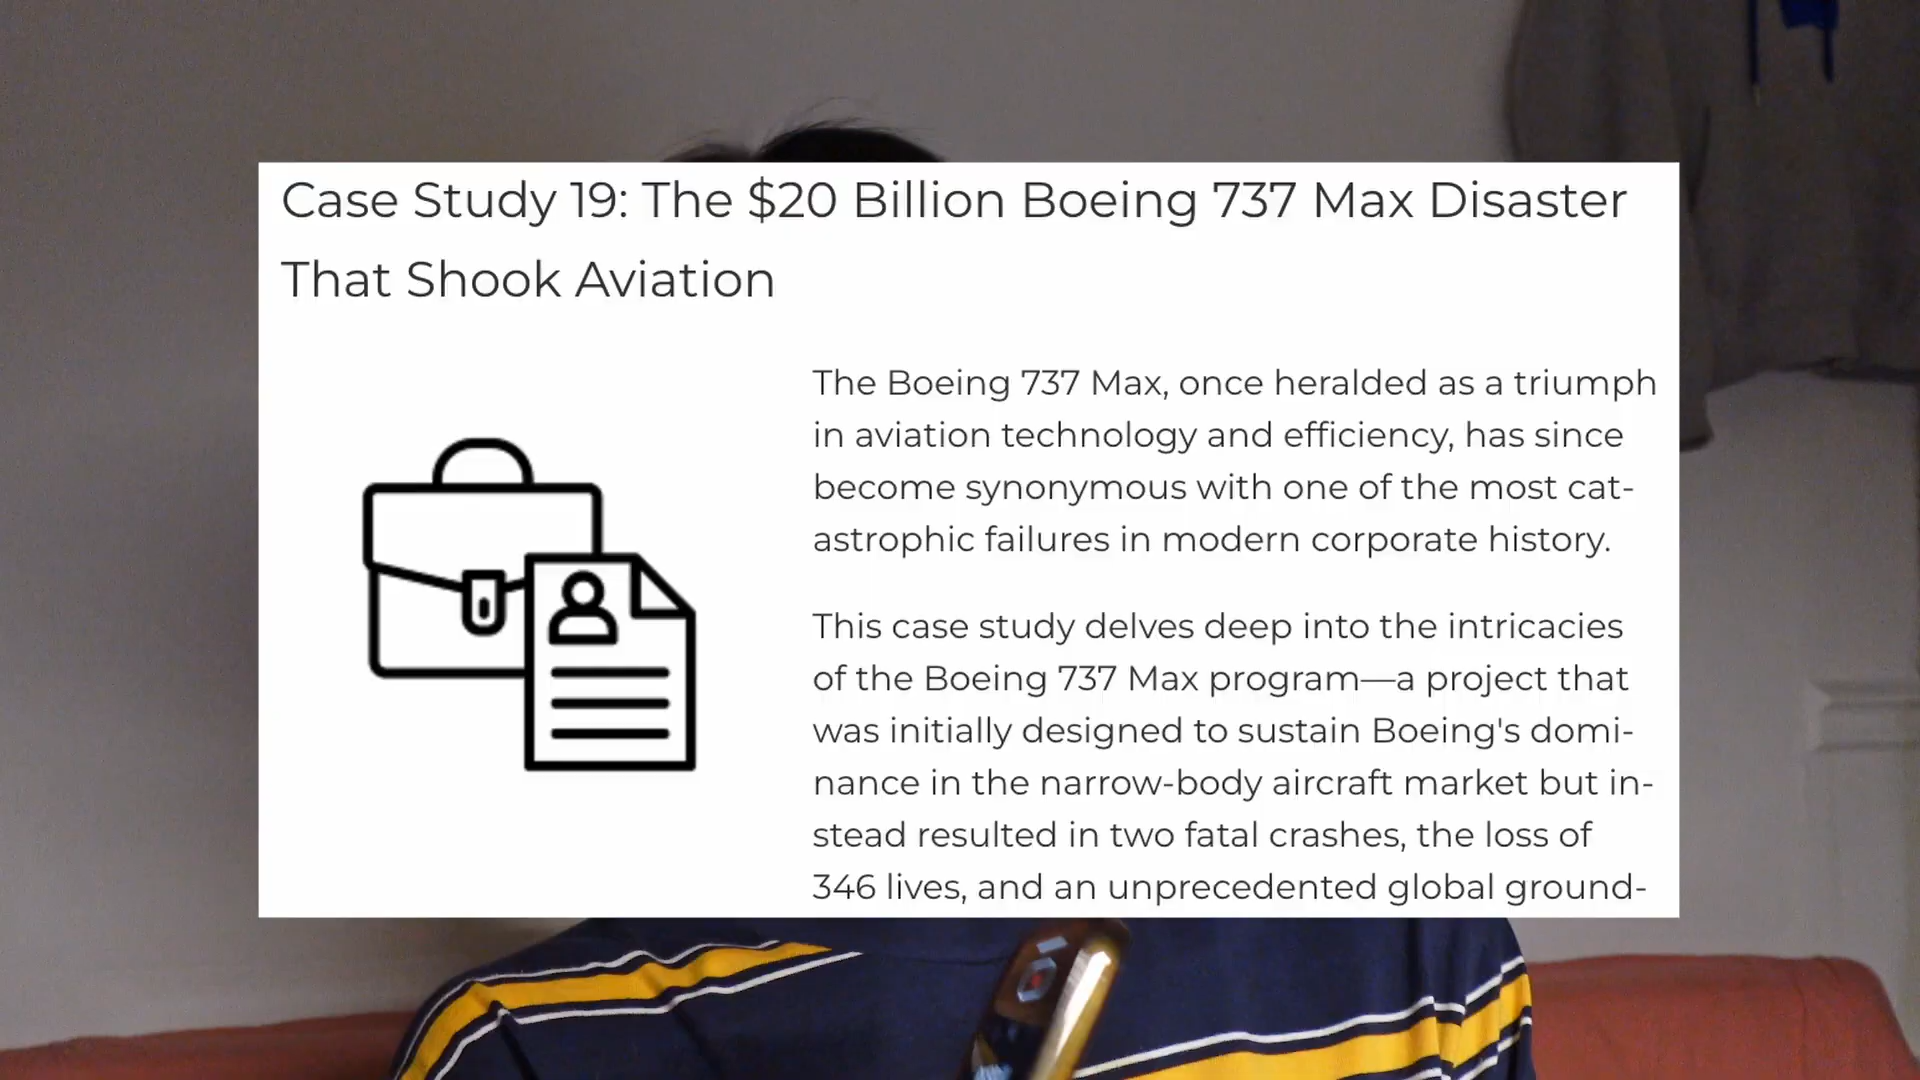 Case Study 19: The $20 Billion Boeing 737 Max Disaster
That Shook Aviation
The Boeing 737 Max, once heralded as a triumph
in aviation technology and efficiency, has since
become synonymous with one of the most cat-
astrophic failures in modern corporate history.
This case study delves deep into the intricacies
of the Boeing 737 Max program—a project that
was initially designed to sustain Boeing's domi-
nance in the narrow-body aircraft market but in-
stead resulted in two fatal crashes, the loss of
346 lives, and an unprecedented global ground-